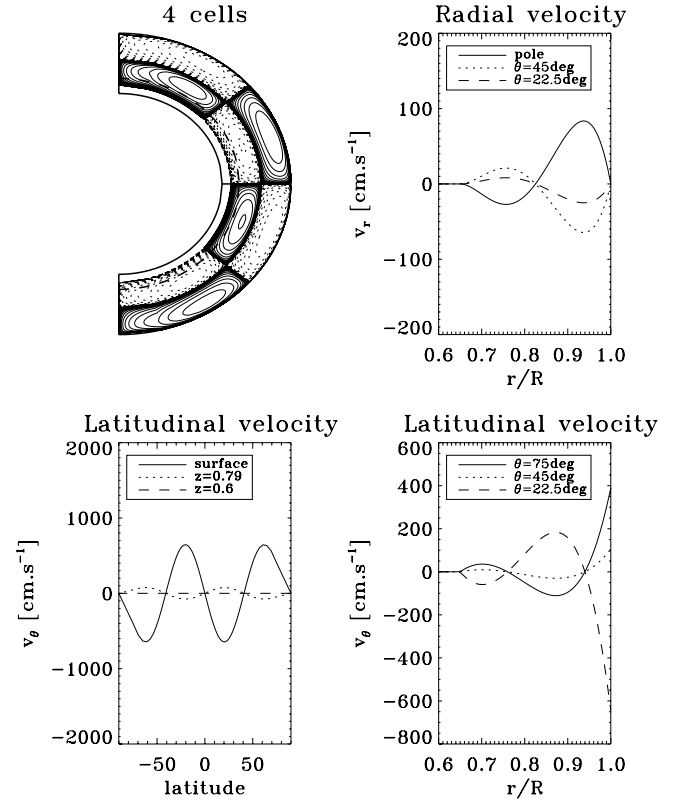 4 cells
Radial velocity
200
100
0
−100
−200
v_r [cm.s^−1]
pole
θ=45deg
θ=22.5deg
0.6 0.7 0.8 0.9 1.0
r/R
Latitudinal velocity
2000
1000
0
−1000
−2000
v_θ [cm.s^−1]
surface
z=0.79
z=0.6
−50 0 50
latitude
Latitudinal velocity
600
400
200
0
−200
−400
−600
−800
v_θ [cm.s^−1]
θ=75deg
θ=45deg
θ=22.5deg
0.6 0.7 0.8 0.9 1.0
r/R